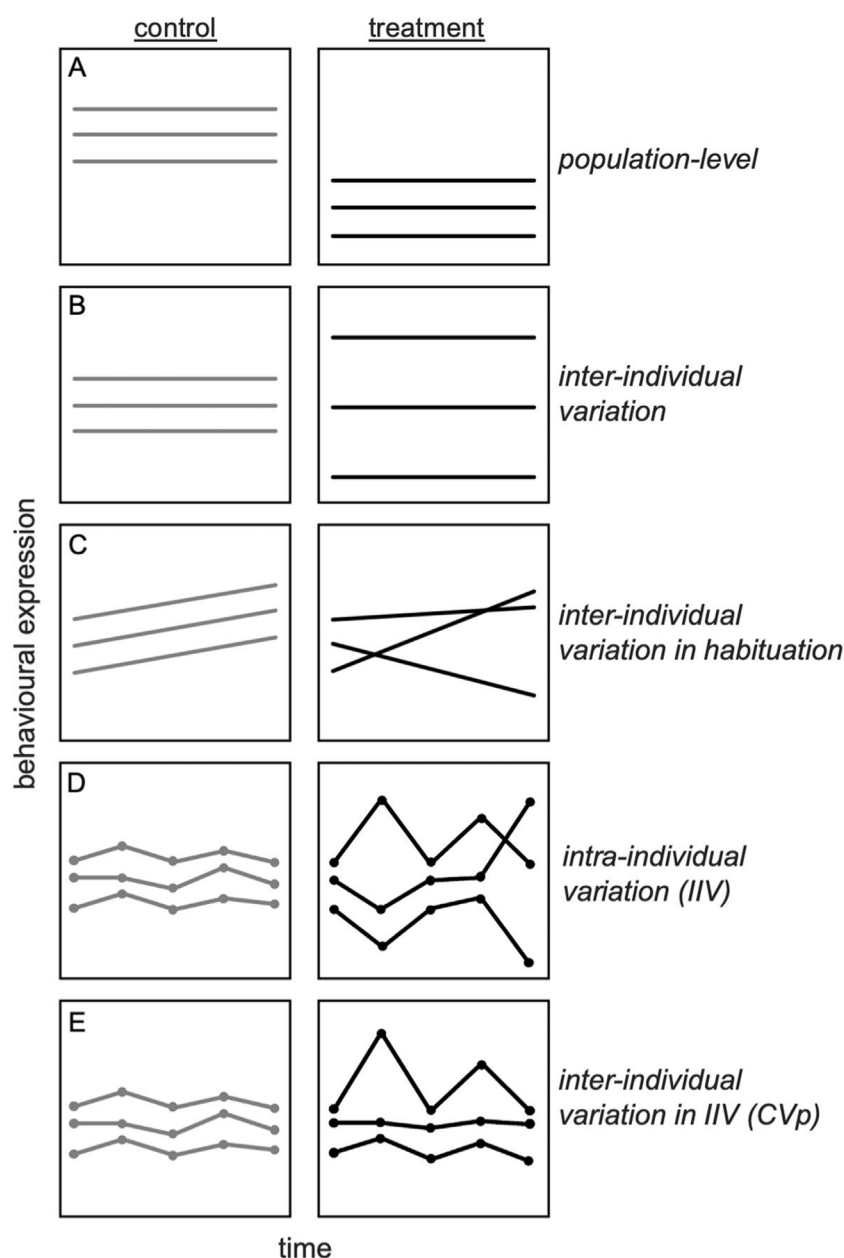 control
treatment
A
population-level
B
inter-individual
variation
C
inter-individual
variation in habituation
D
intra-individual
variation (IIV)
E
inter-individual
variation in IIV (CVp)
behavioural expression
time